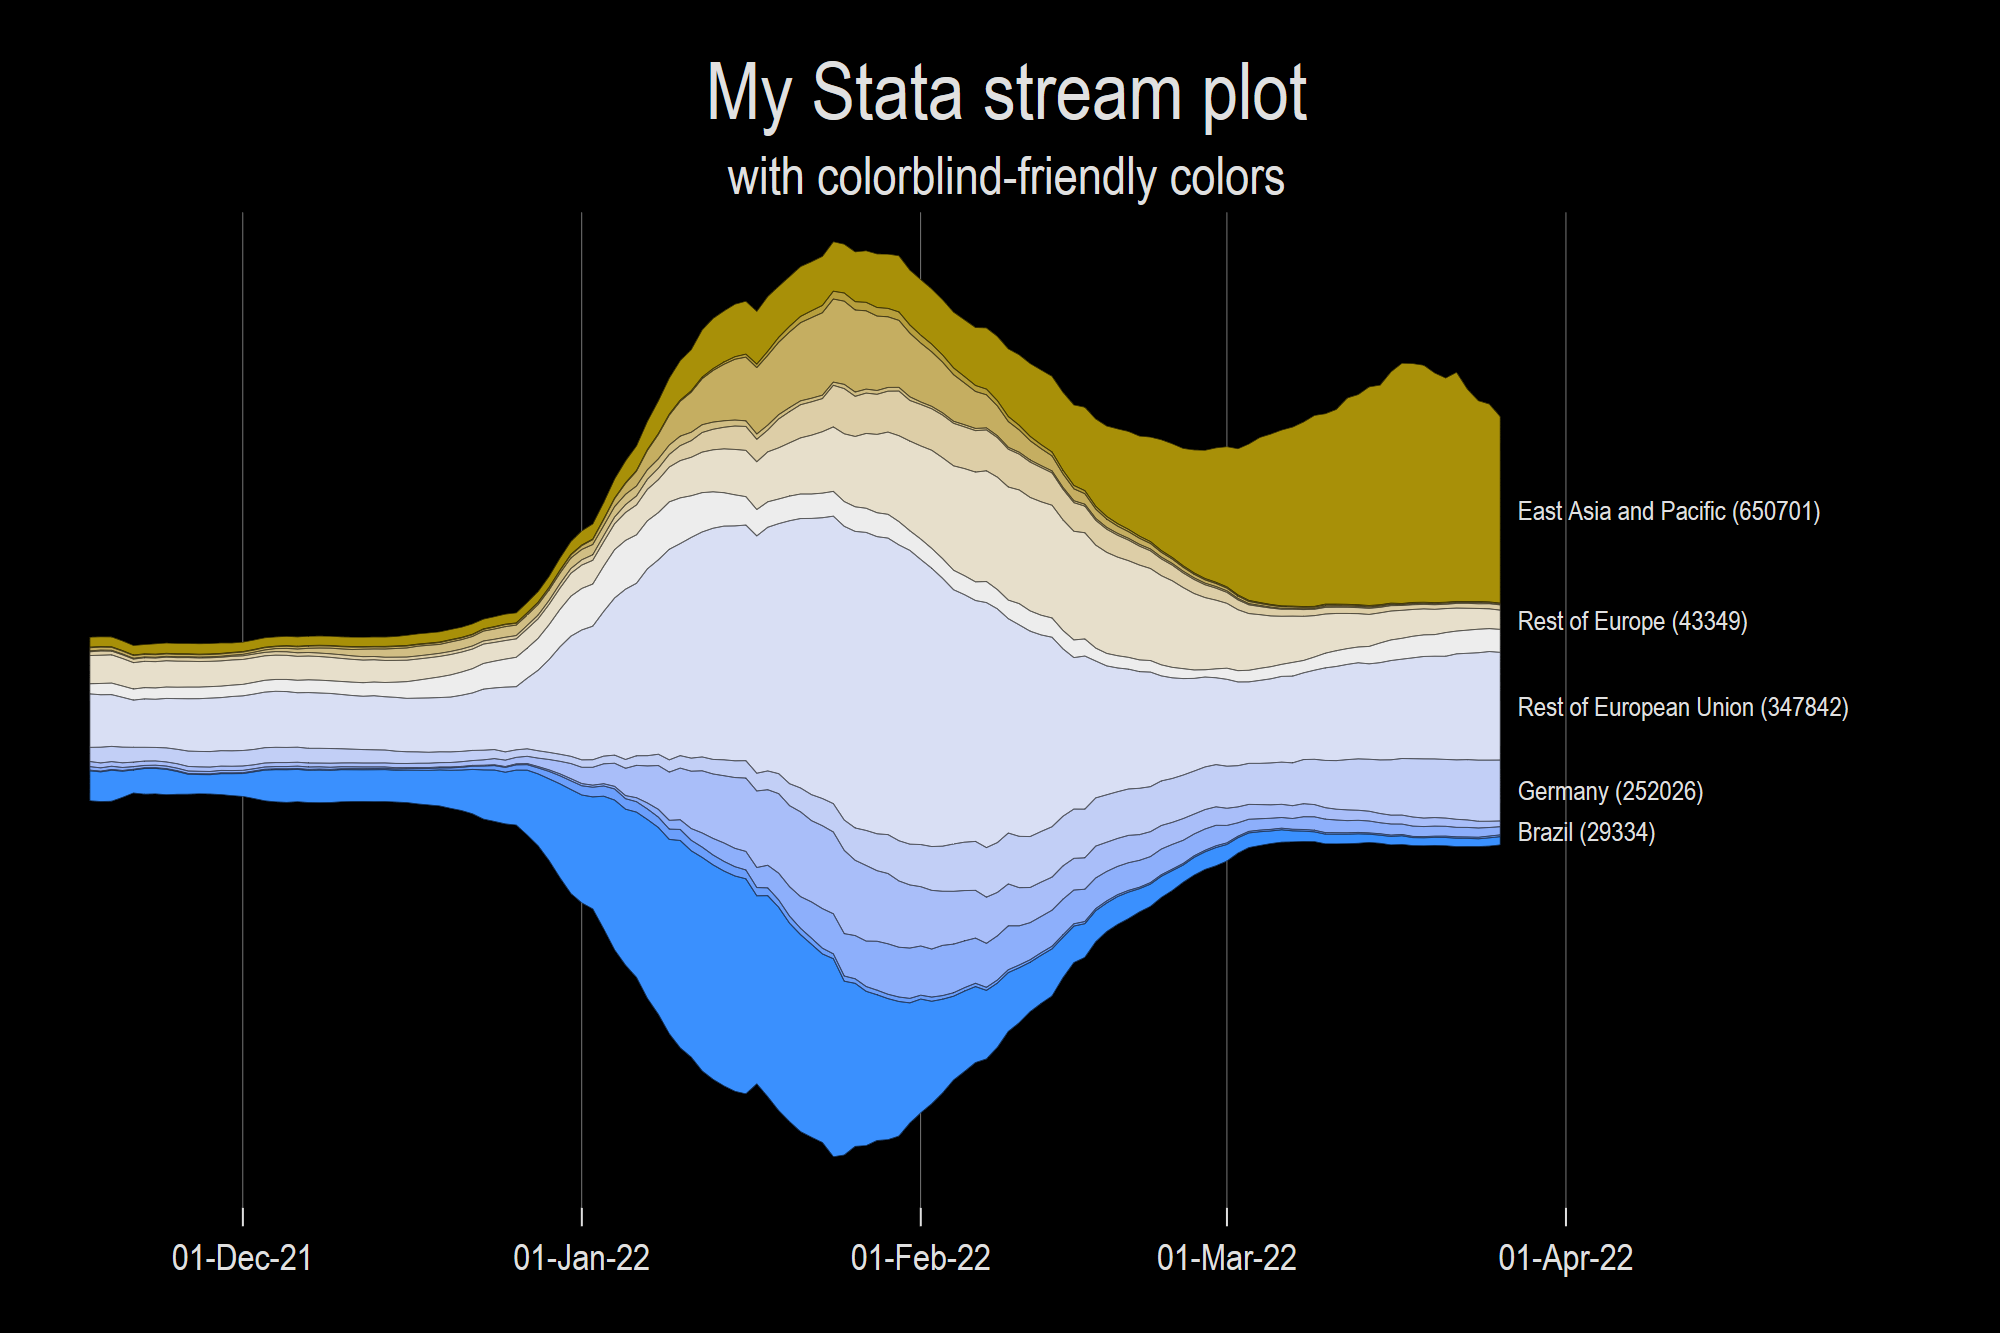 My Stata stream plot
with colorblind-friendly colors
East Asia and Pacific (650701)
Rest of Europe (43349)
Rest of European Union (347842)
Germany (252026)
Brazil (29334)
01-Dec-21
01-Jan-22
01-Feb-22
01-Mar-22
01-Apr-22